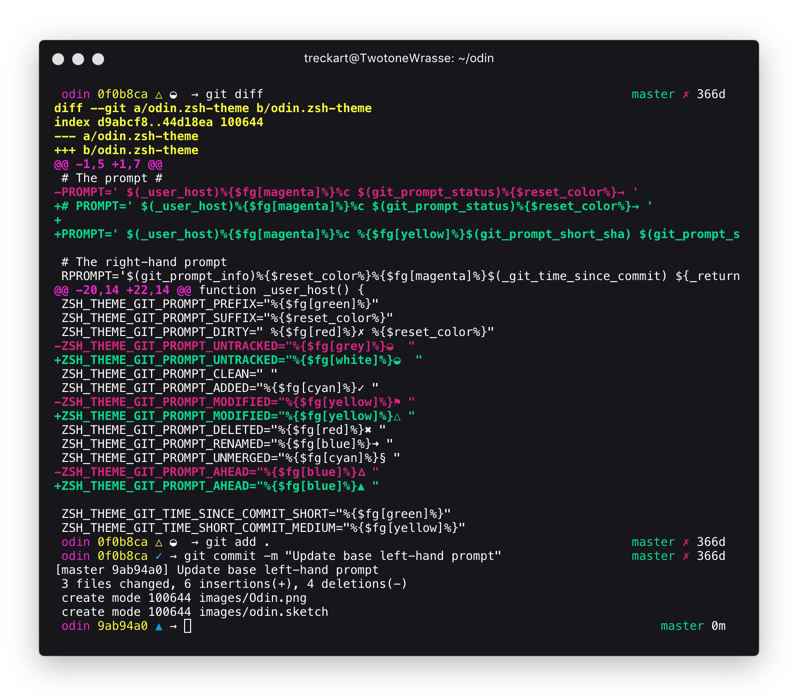 treckart@TwotoneWrasse: ~/odin
odin 0f0b8ca △ ◒  → git diff master ✗ 366d
diff --git a/odin.zsh-theme b/odin.zsh-theme
index d9abcf8..44d18ea 100644
--- a/odin.zsh-theme
+++ b/odin.zsh-theme
@@ -1,5 +1,7 @@
 # The prompt #
-PROMPT=' $(_user_host)%{$fg[magenta]%}%c $(git_prompt_status)%{$reset_color%}→ '
+# PROMPT=' $(_user_host)%{$fg[magenta]%}%c $(git_prompt_status)%{$reset_color%}→ '
+
+PROMPT=' $(_user_host)%{$fg[magenta]%}%c %{$fg[yellow]%}$(git_prompt_short_sha) $(git_prompt_s
 # The right-hand prompt
 RPROMPT='$(git_prompt_info)%{$reset_color%}%{$fg[magenta]%}$(_git_time_since_commit) ${_return
@@ -20,14 +22,14 @@ function _user_host() {
 ZSH_THEME_GIT_PROMPT_PREFIX="%{$fg[green]%}"
 ZSH_THEME_GIT_PROMPT_SUFFIX="%{$reset_color%}"
 ZSH_THEME_GIT_PROMPT_DIRTY=" %{$fg[red]%}✗ %{$reset_color%}"
-ZSH_THEME_GIT_PROMPT_UNTRACKED="%{$fg[grey]%}◒  "
+ZSH_THEME_GIT_PROMPT_UNTRACKED="%{$fg[white]%}◒  "
 ZSH_THEME_GIT_PROMPT_CLEAN=" "
 ZSH_THEME_GIT_PROMPT_ADDED="%{$fg[cyan]%}✓ "
-ZSH_THEME_GIT_PROMPT_MODIFIED="%{$fg[yellow]%}⚑ "
+ZSH_THEME_GIT_PROMPT_MODIFIED="%{$fg[yellow]%}△ "
 ZSH_THEME_GIT_PROMPT_DELETED="%{$fg[red]%}✖ "
 ZSH_THEME_GIT_PROMPT_RENAMED="%{$fg[blue]%}➜ "
 ZSH_THEME_GIT_PROMPT_UNMERGED="%{$fg[cyan]%}§ "
-ZSH_THEME_GIT_PROMPT_AHEAD="%{$fg[blue]%}∆ "
+ZSH_THEME_GIT_PROMPT_AHEAD="%{$fg[blue]%}▲ "
 ZSH_THEME_GIT_TIME_SINCE_COMMIT_SHORT="%{$fg[green]%}"
 ZSH_THEME_GIT_TIME_SHORT_COMMIT_MEDIUM="%{$fg[yellow]%}"
odin 0f0b8ca △ ◒  → git add . master ✗ 366d
odin 0f0b8ca ✓ → git commit -m "Update base left-hand prompt" master ✗ 366d
[master 9ab94a0] Update base left-hand prompt
 3 files changed, 6 insertions(+), 4 deletions(-)
 create mode 100644 images/Odin.png
 create mode 100644 images/odin.sketch
odin 9ab94a0 ▲ → master 0m